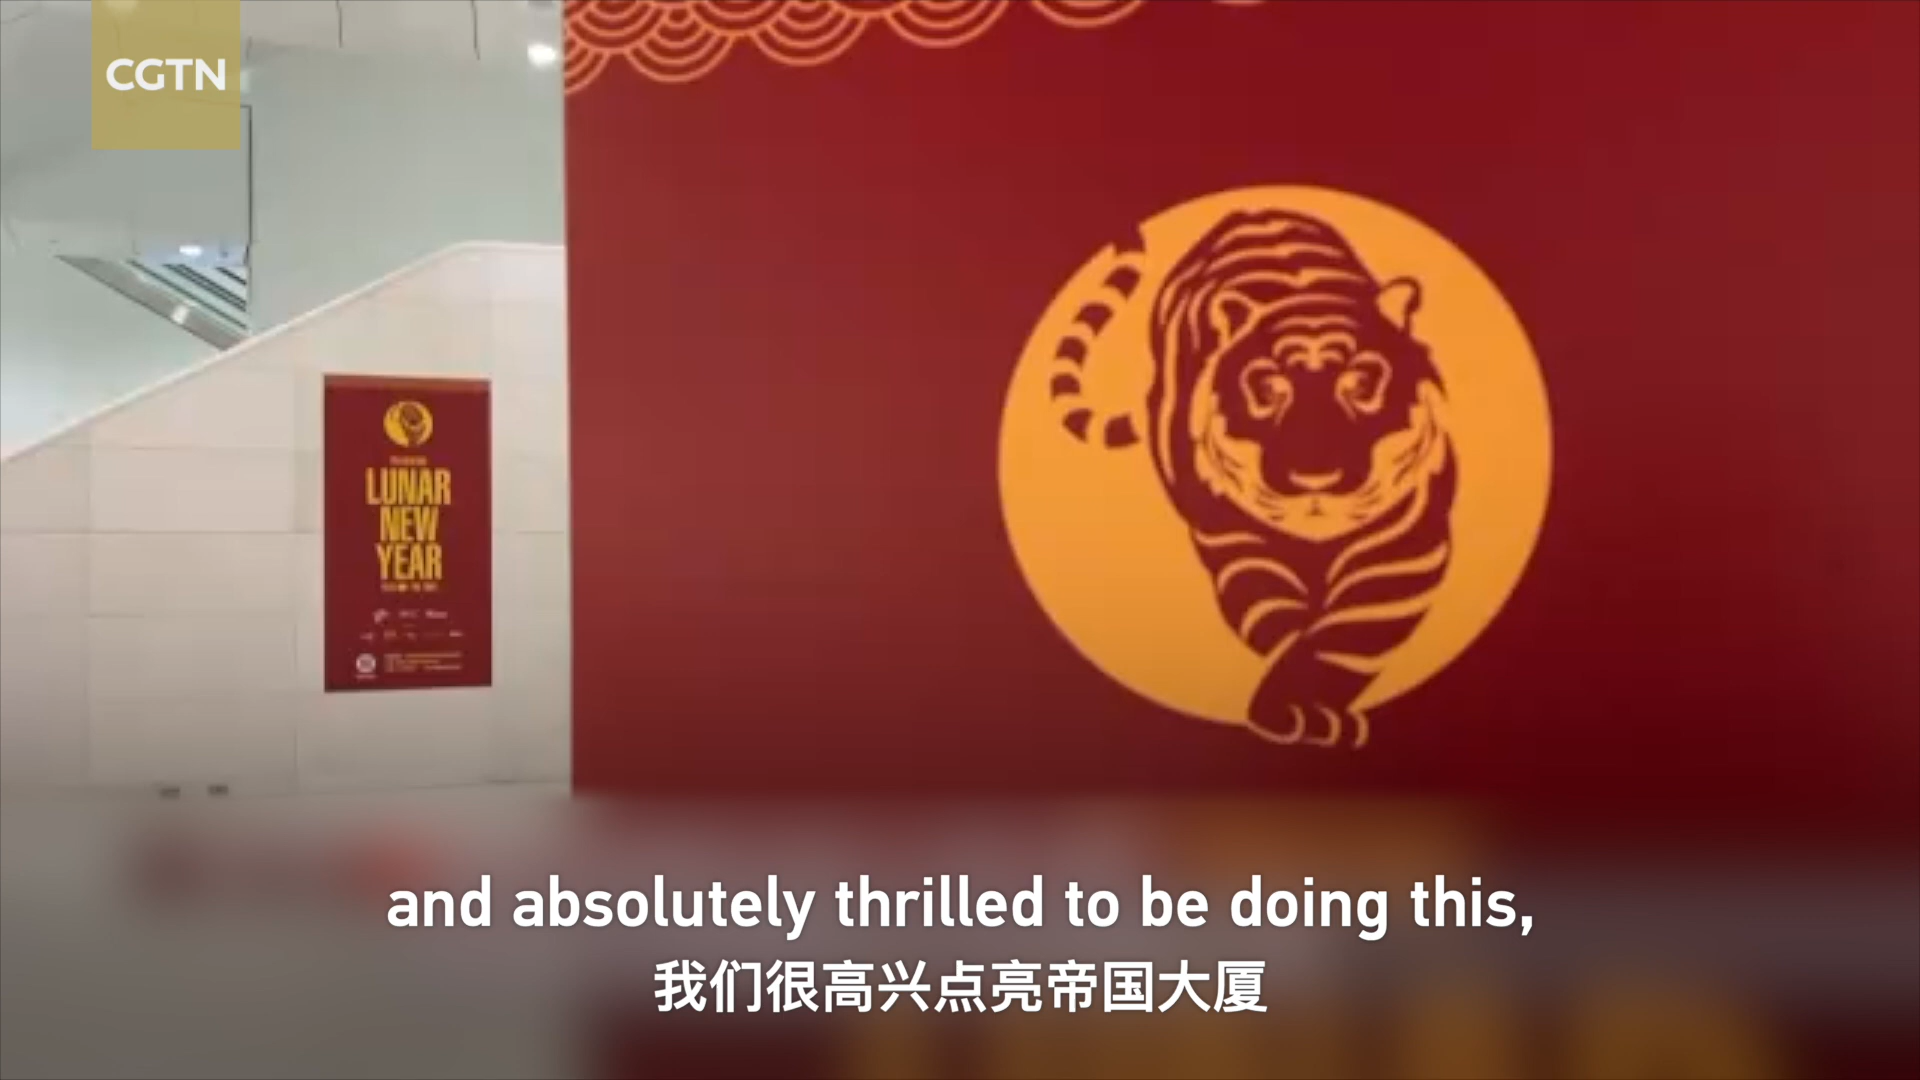 CGTN
LUNAR
NEW
YEAR
and absolutely thrilled to be doing this,
我们很高兴点亮帝国大厦